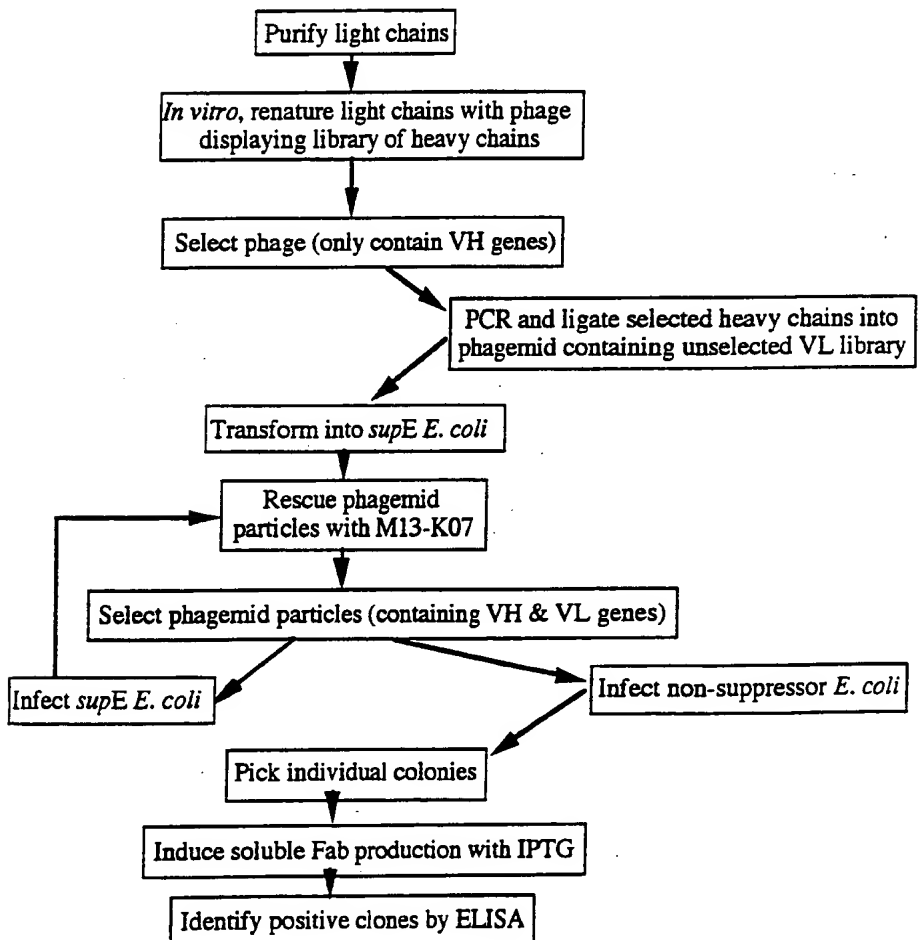 Purify light chains
In vitro, renature light chains with phage
displaying library of heavy chains
Select phage (only contain VH genes)
PCR and ligate selected heavy chains into
phagemid containing unselected VL library
Transform into supE E. coli
Rescue phagemid
particles with M13-K07
Select phagemid particles (containing VH & VL genes)
Infect supE E. coli
Infect non-suppressor E. coli
Pick individual colonies
Induce soluble Fab production with IPTG
Identify positive clones by ELISA